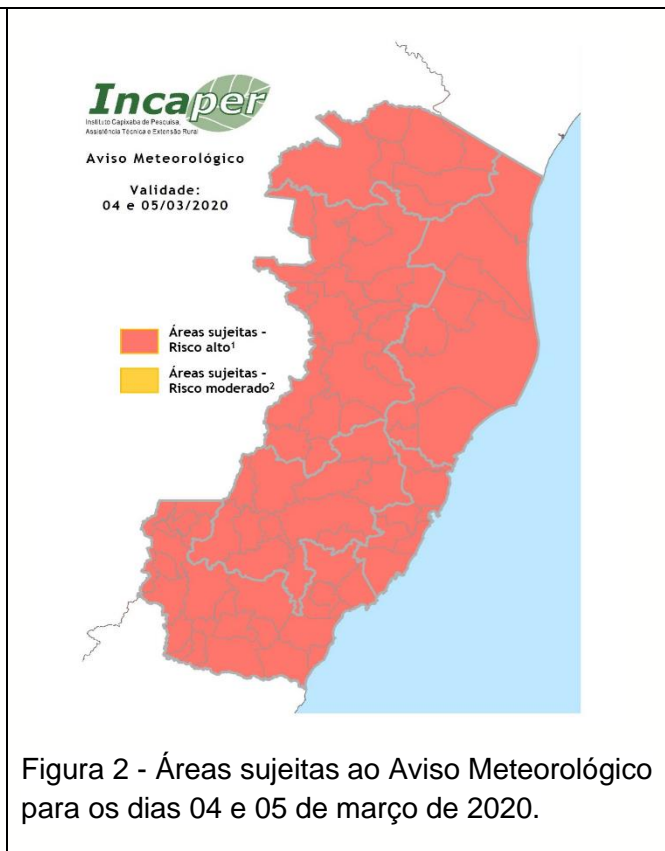 Incaper
Instituto Capixaba de Pesquisa,
Assistência Técnica e Extensão Rural
Aviso Meteorológico
Validade:
04 e 05/03/2020
Áreas sujeitas -
Risco alto¹
Áreas sujeitas -
Risco moderado²
Figura 2 - Áreas sujeitas ao Aviso Meteorológico
para os dias 04 e 05 de março de 2020.